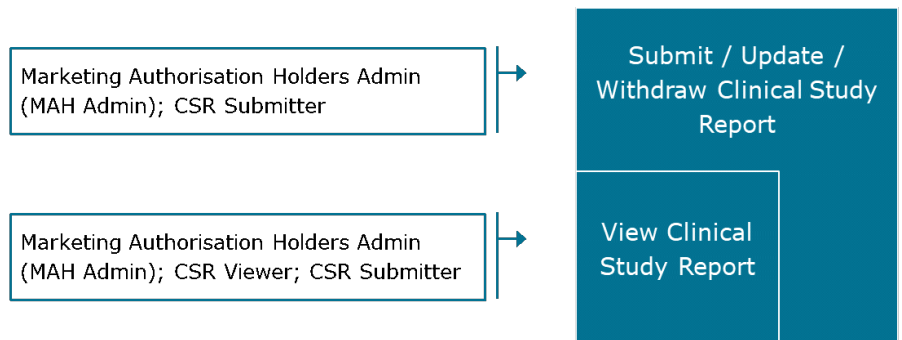 Marketing Authorisation Holders Admin
(MAH Admin); CSR Submitter
Submit / Update /
Withdraw Clinical Study
Report
Marketing Authorisation Holders Admin
(MAH Admin); CSR Viewer; CSR Submitter
View Clinical
Study Report